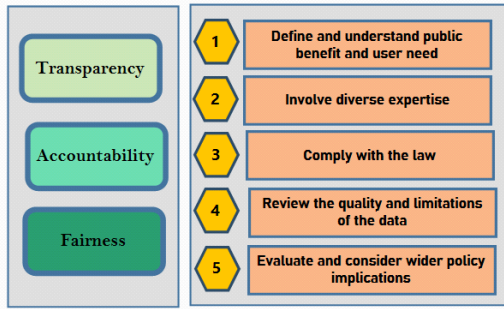 Transparency
Accountability
Fairness
1
Define and understand public
benefit and user need
2
Involve diverse expertise
3
Comply with the law
4
Review the quality and limitations
of the data
5
Evaluate and consider wider policy
implications